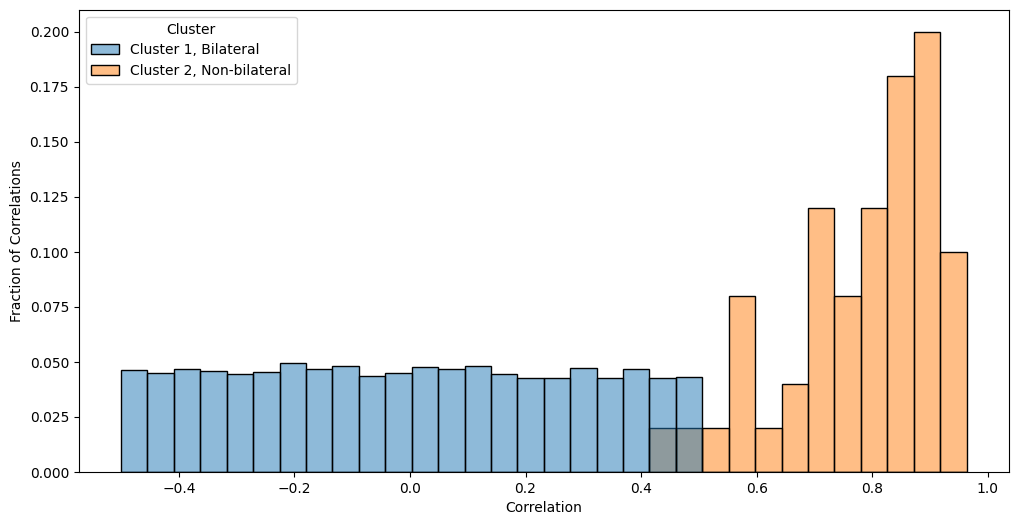 Cluster
Cluster 1, Bilateral
Cluster 2, Non-bilateral
Fraction of Correlations
0.200
0.175
0.150
0.125
0.100
0.075
0.050
0.025
0.000
−0.4 −0.2 0.0 0.2 0.4 0.6 0.8 1.0
Correlation